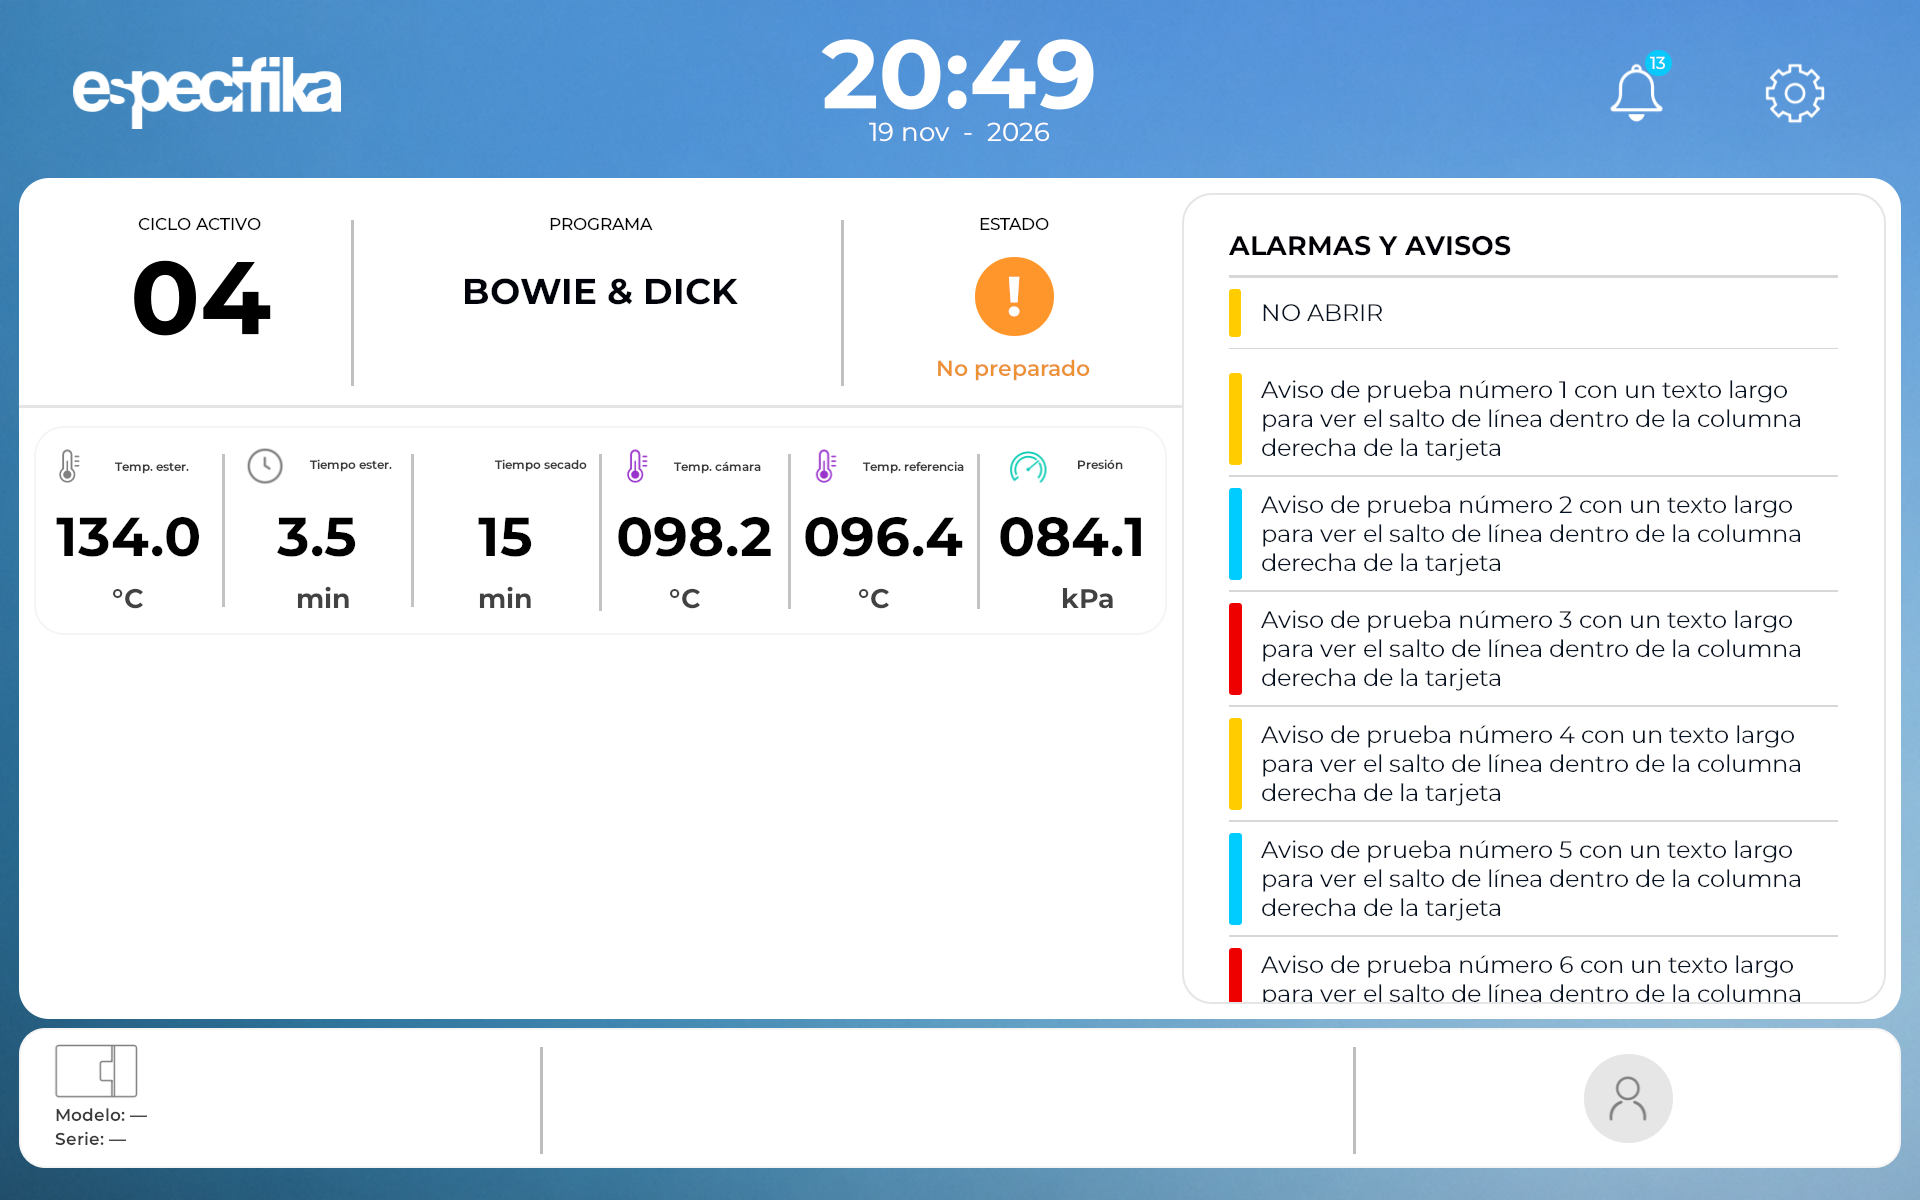 especifika
20:49
19 nov - 2026
13
CICLO ACTIVO
04
PROGRAMA
BOWIE & DICK
ESTADO
!
No preparado
Temp. ester.
134.0
°C
Tiempo ester.
3.5
min
Tiempo secado
15
min
Temp. cámara
098.2
°C
Temp. referencia
096.4
°C
Presión
084.1
kPa
ALARMAS Y AVISOS
NO ABRIR
Aviso de prueba número 1 con un texto largo
para ver el salto de línea dentro de la columna
derecha de la tarjeta
Aviso de prueba número 2 con un texto largo
para ver el salto de línea dentro de la columna
derecha de la tarjeta
Aviso de prueba número 3 con un texto largo
para ver el salto de línea dentro de la columna
derecha de la tarjeta
Aviso de prueba número 4 con un texto largo
para ver el salto de línea dentro de la columna
derecha de la tarjeta
Aviso de prueba número 5 con un texto largo
para ver el salto de línea dentro de la columna
derecha de la tarjeta
Aviso de prueba número 6 con un texto largo
para ver el salto de línea dentro de la columna
Modelo: —
Serie: —